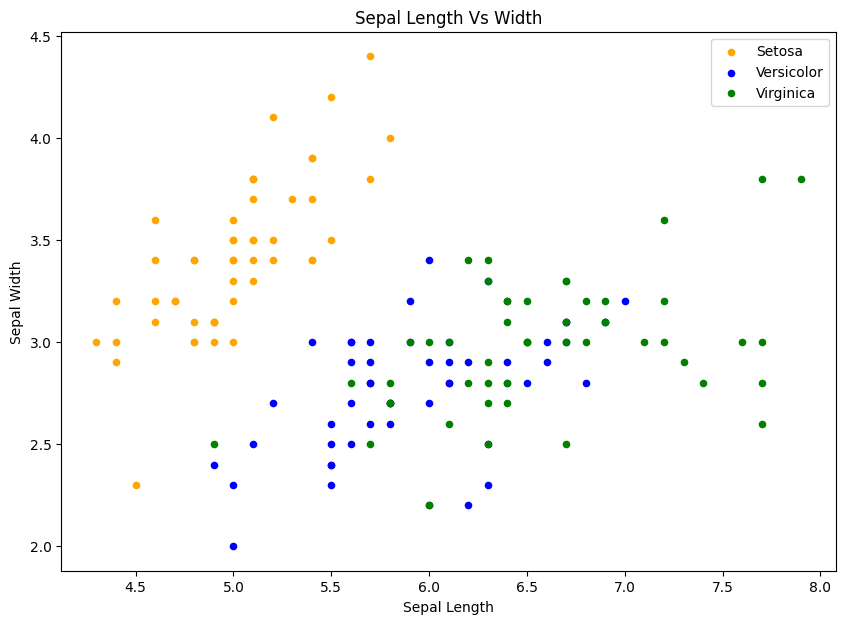 Sepal Length Vs Width
Setosa
Versicolor
Virginica
4.5
4.0
3.5
3.0
2.5
2.0
Sepal Width
4.5
5.0
5.5
6.0
6.5
7.0
7.5
8.0
Sepal Length